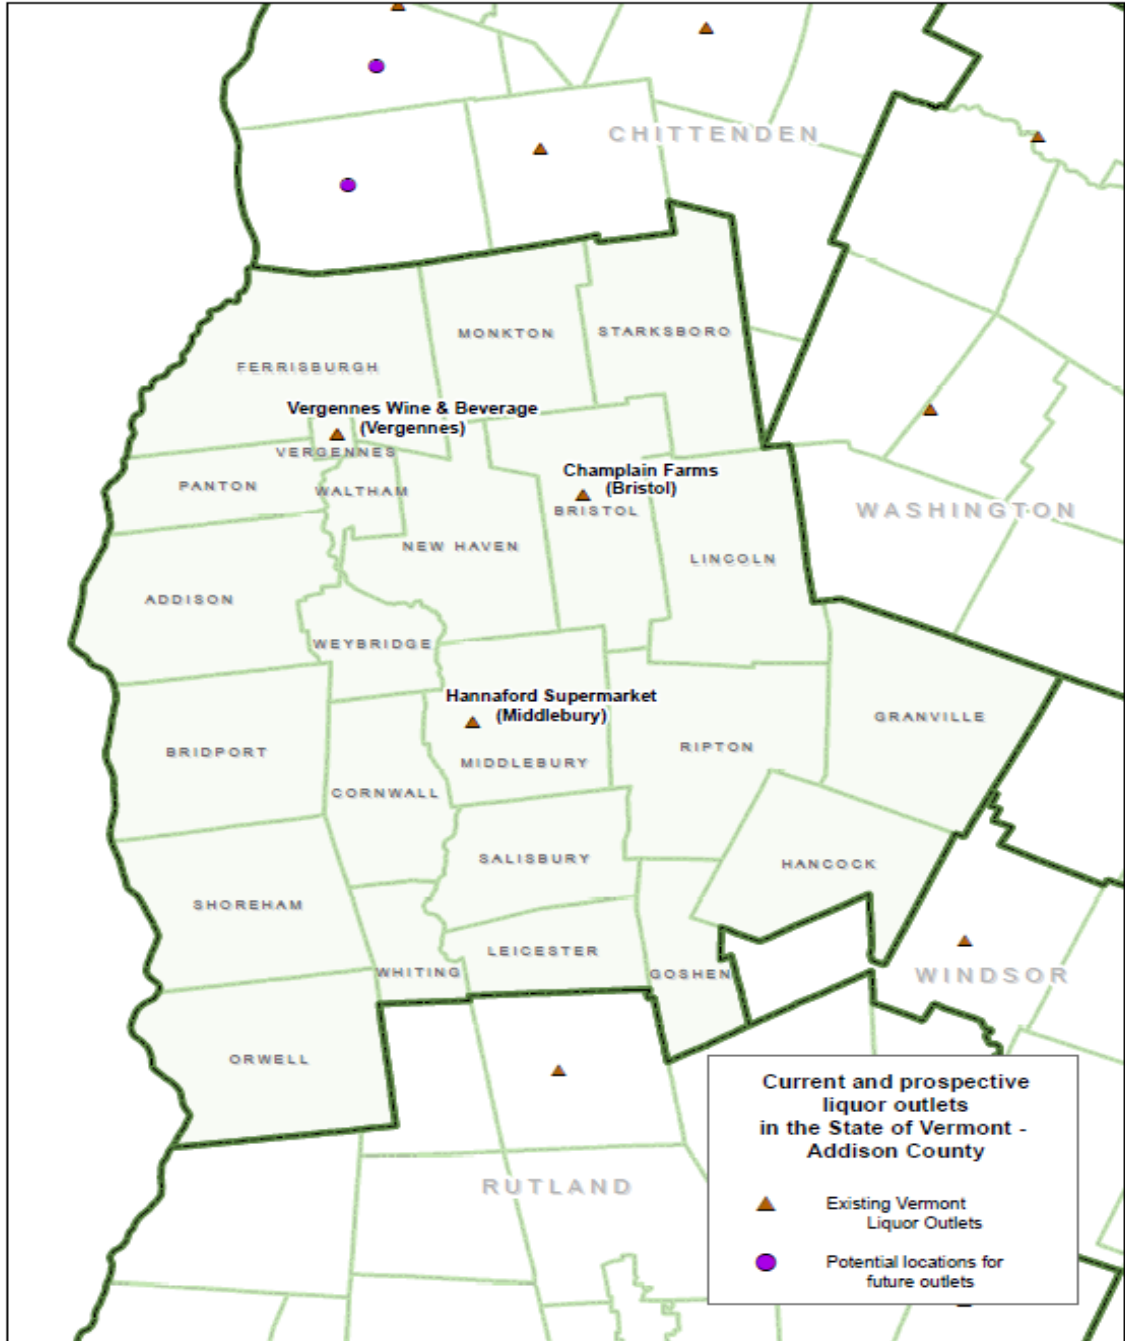 CHITTENDEN
MONKTON
STARKSBORO
FERRISBURGH
Vergennes Wine & Beverage
(Vergennes)
VERGENNES
Champlain Farms
(Bristol)
PANTON
WALTHAM
BRISTOL
WASHINGTON
NEW HAVEN
LINCOLN
ADDISON
WEYBRIDGE
Hannaford Supermarket
(Middlebury)
GRANVILLE
BRIDPORT
RIPTON
MIDDLEBURY
CORNWALL
SALISBURY
HANCOCK
SHOREHAM
LEICESTER
WHITING
GOSHEN
WINDSOR
ORWELL
RUTLAND
Current and prospective
liquor outlets
in the State of Vermont -
Addison County
Existing Vermont
Liquor Outlets
Potential locations for
future outlets